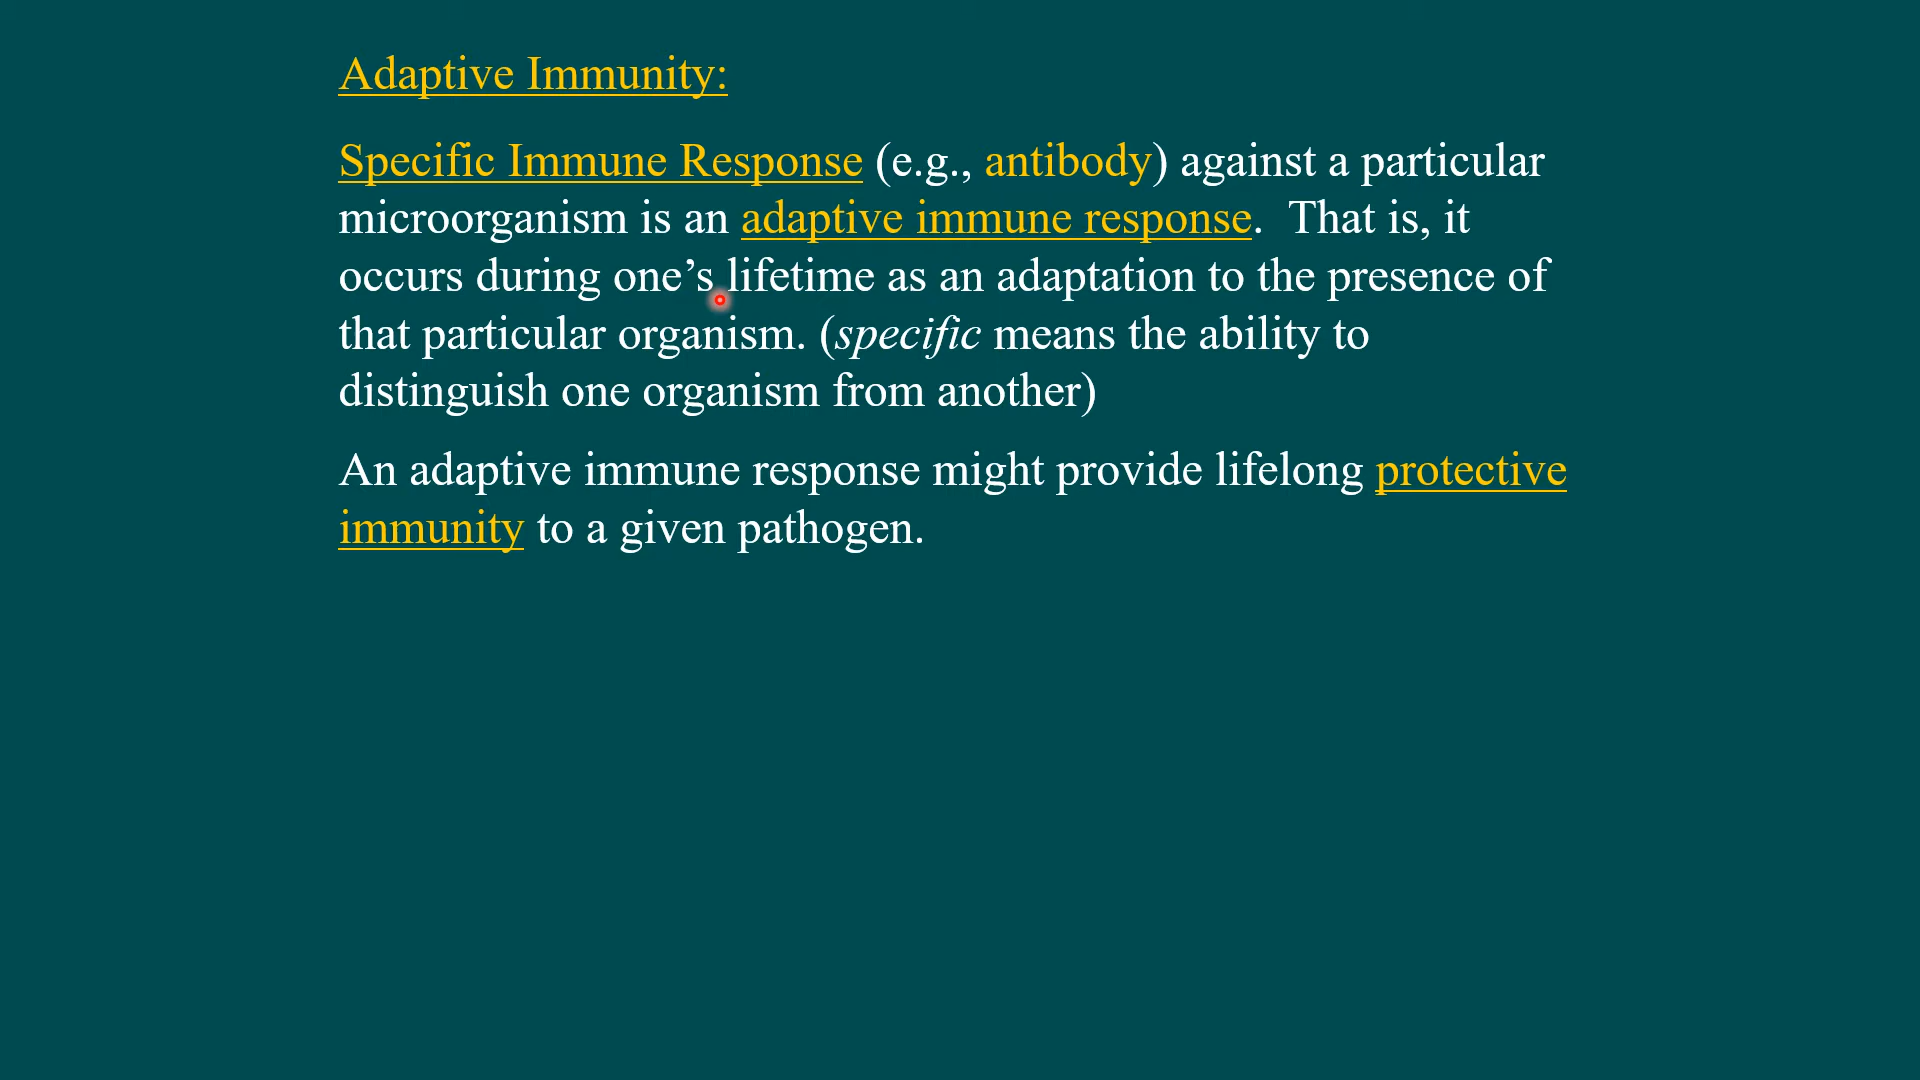 Adaptive Immunity:
Specific Immune Response (e.g., antibody) against a particular
microorganism is an adaptive immune response.  That is, it
occurs during one’s lifetime as an adaptation to the presence of
that particular organism. (specific means the ability to
distinguish one organism from another)
An adaptive immune response might provide lifelong protective
immunity to a given pathogen.